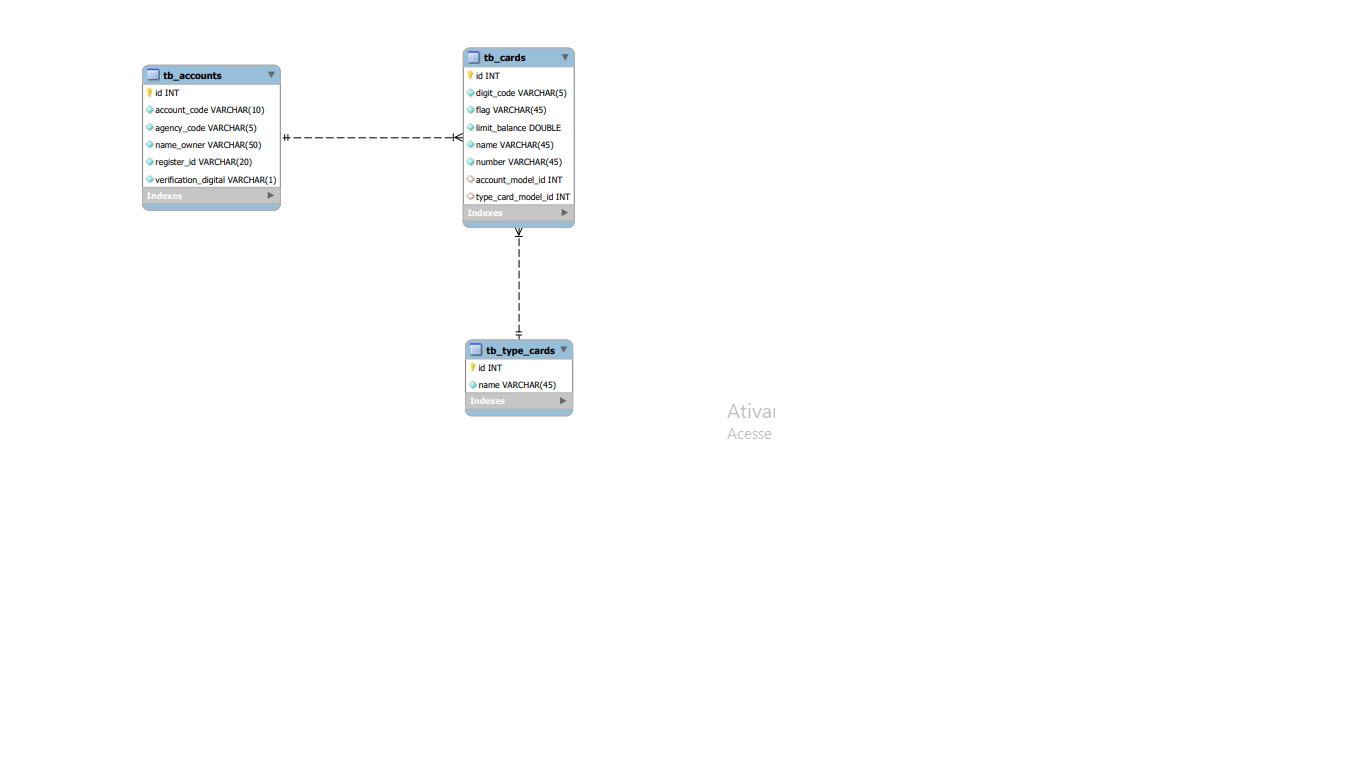 tb_accounts
id INT
account_code VARCHAR(10)
agency_code VARCHAR(5)
name_owner VARCHAR(50)
register_id VARCHAR(20)
verification_digital VARCHAR(1)
Indexes
tb_cards
id INT
digit_code VARCHAR(5)
flag VARCHAR(45)
limit_balance DOUBLE
name VARCHAR(45)
number VARCHAR(45)
account_model_id INT
type_card_model_id INT
Indexes
tb_type_cards
id INT
name VARCHAR(45)
Indexes
Ativa
Acesse